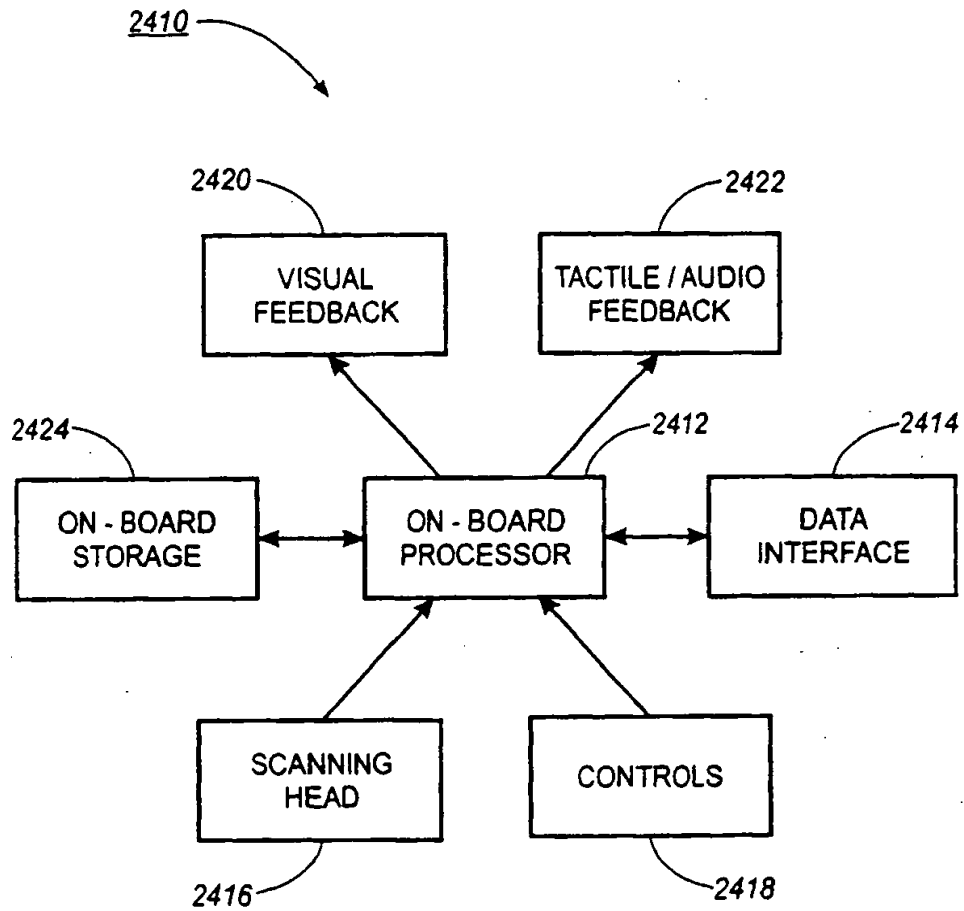 2410
2420
2422
VISUAL
FEEDBACK
TACTILE / AUDIO
FEEDBACK
2424
2412
2414
ON - BOARD
STORAGE
ON - BOARD
PROCESSOR
DATA
INTERFACE
SCANNING
HEAD
CONTROLS
2416
2418